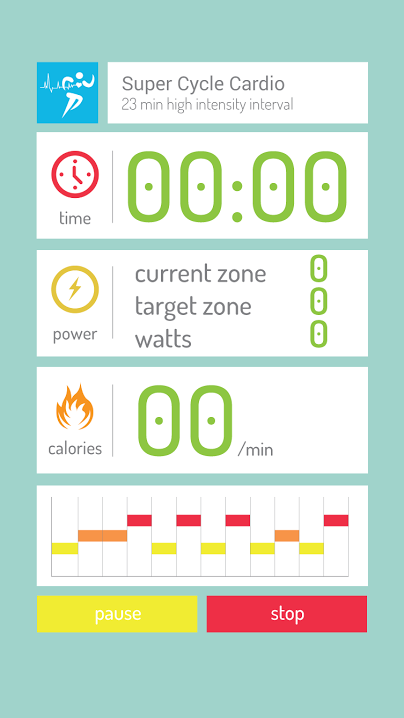 Super Cycle Cardio
23 min high intensity interval
time
00:00
power
current zone 0
target zone 0
watts 0
calories
00 /min
pause
stop